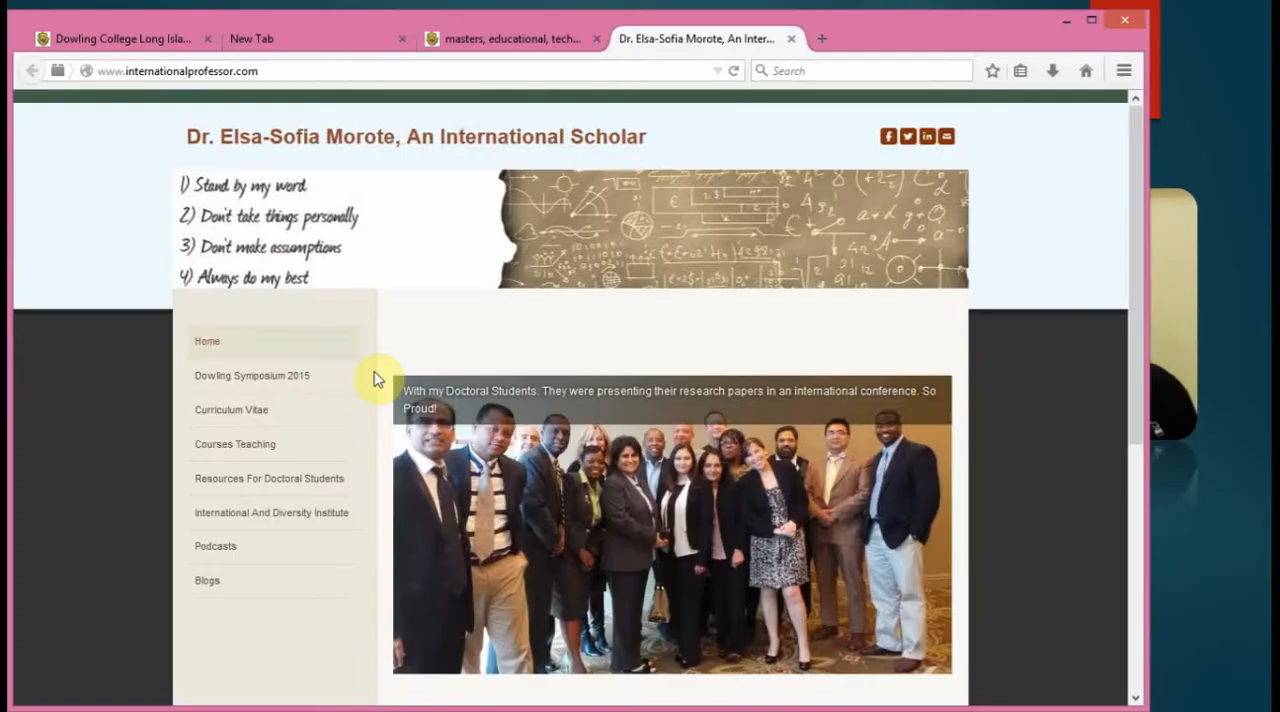 Dowling College Long Isla...
New Tab
masters, educational, tech...
Dr. Elsa-Sofia Morote, An Inter...
www.internationalprofessor.com
Search
Dr. Elsa-Sofia Morote, An International Scholar
1) Stand by my word
2) Don't take things personally
3) Don't make assumptions
4) Always do my best
Home
Dowling Symposium 2015
Curriculum Vitae
Courses Teaching
Resources For Doctoral Students
International And Diversity Institute
Podcasts
Blogs
With my Doctoral Students. They were presenting their research papers in an international conference. So
Proud!